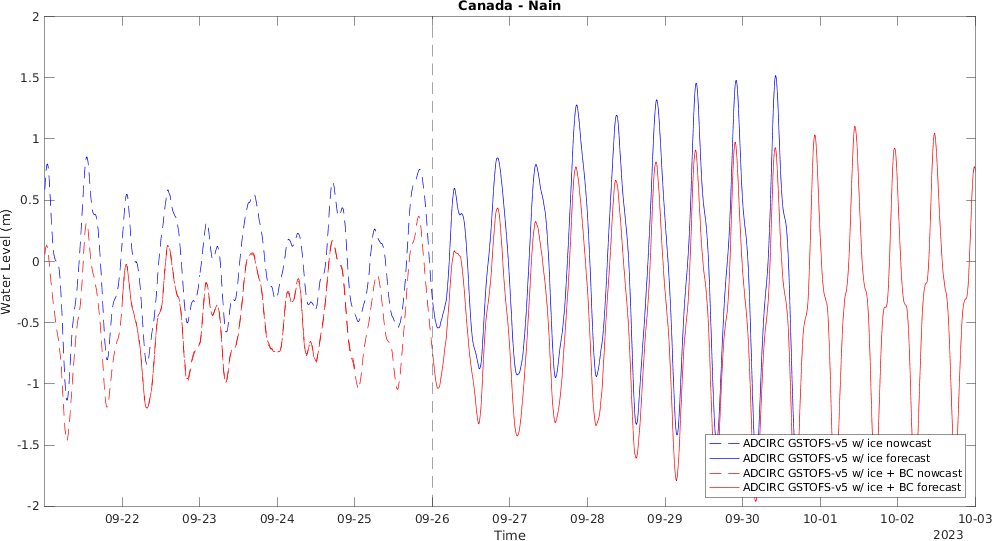 Canada - Nain
2
1.5
1
0.5
0
-0.5
-1
-1.5
-2
Water Level (m)
ADCIRC GSTOFS-v5 w/ ice nowcast
ADCIRC GSTOFS-v5 w/ ice forecast
ADCIRC GSTOFS-v5 w/ ice + BC nowcast
ADCIRC GSTOFS-v5 w/ ice + BC forecast
09-22 09-23 09-24 09-25 09-26 09-27 09-28 09-29 09-30 10-01 10-02 10-03
Time
2023